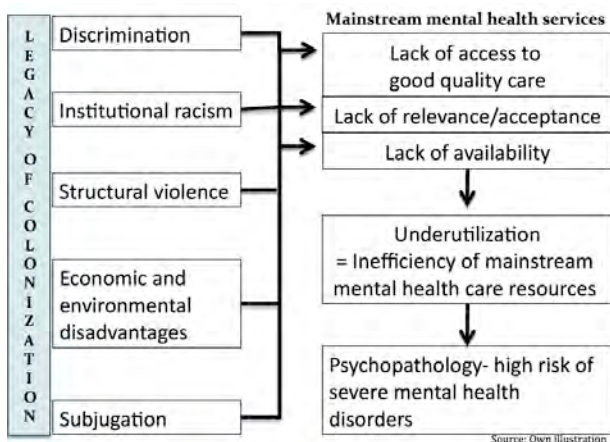 LEGACY OF COLONIZATION
Discrimination
Institutional racism
Structural violence
Economic and
environmental
disadvantages
Subjugation
Mainstream mental health services
Lack of access to
good quality care
Lack of relevance/acceptance
Lack of availability
Underutilization
= Inefficiency of mainstream
mental health care resources
Psychopathology- high risk of
severe mental health
disorders
Source: Own Illustration